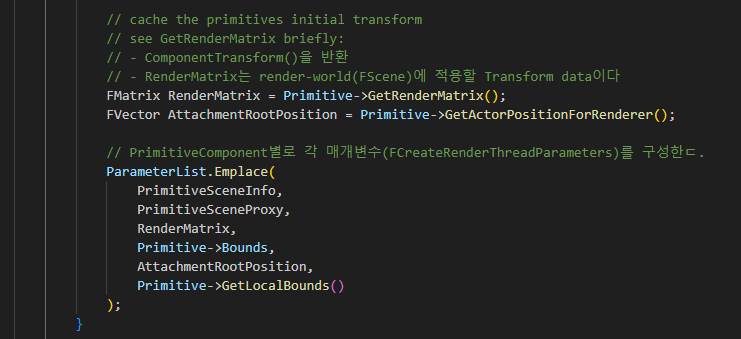 // cache the primitives initial transform
// see GetRenderMatrix briefly:
// - ComponentTransform()을 반환
// - RenderMatrix는 render-world(FScene)에 적용할 Transform data이다
FMatrix RenderMatrix = Primitive->GetRenderMatrix();
FVector AttachmentRootPosition = Primitive->GetActorPositionForRenderer();
// PrimitiveComponent별로 각 매개변수(FCreateRenderThreadParameters)를 구성한ㄷ.
ParameterList.Emplace(
PrimitiveSceneInfo,
PrimitiveSceneProxy,
RenderMatrix,
Primitive->Bounds,
AttachmentRootPosition,
Primitive->GetLocalBounds()
);
}